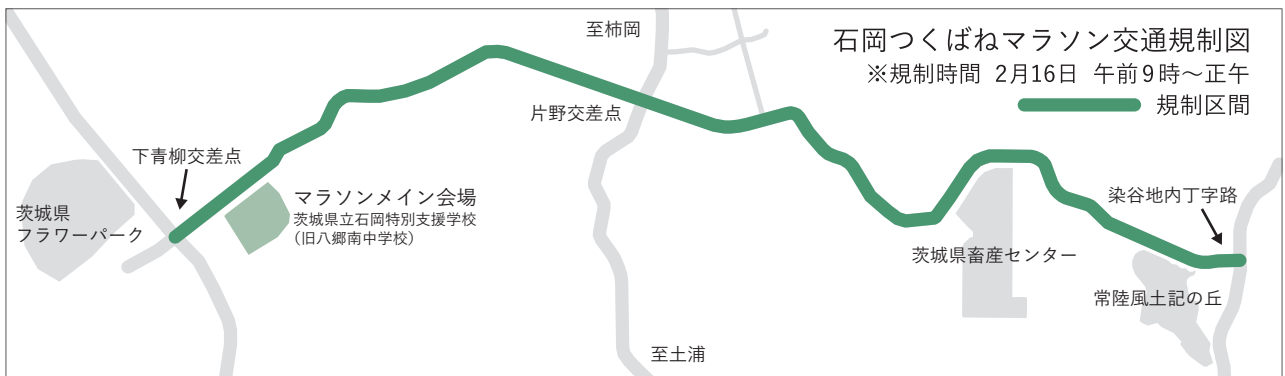 石岡つくばねマラソン交通規制図
※規制時間 2月16日 午前9時～正午
規制区間
至柿岡
片野交差点
下青柳交差点
マラソンメイン会場
茨城県立石岡特別支援学校
(旧八郷南中学校)
茨城県
フラワーパーク
染谷地内丁字路
茨城県畜産センター
常陸風土記の丘
至土浦